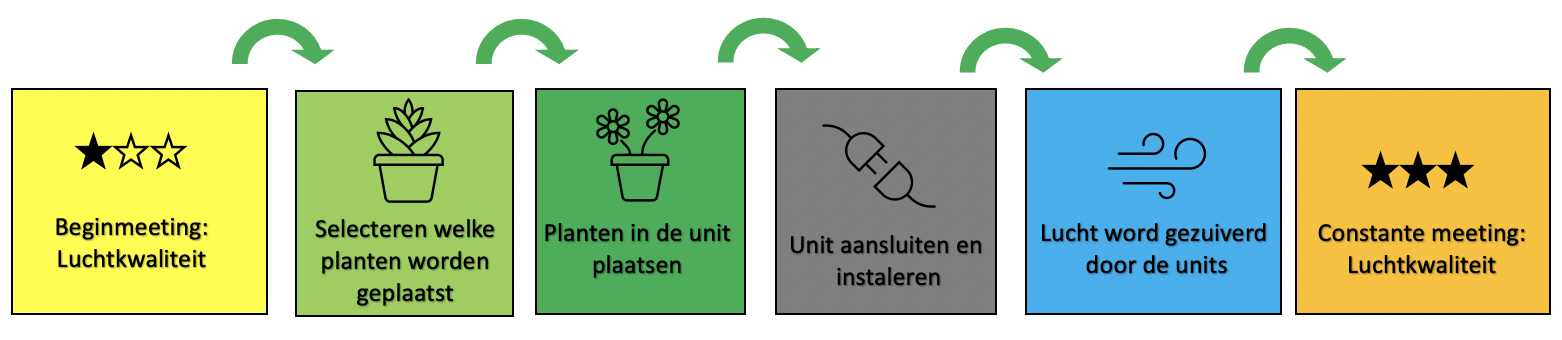 Beginmeeting:
Luchtkwaliteit
Selecteren welke
planten worden
geplaatst
Planten in de unit
plaatsen
Unit aansluiten en
instaleren
Lucht word gezuiverd
door de units
Constante meeting:
Luchtkwaliteit